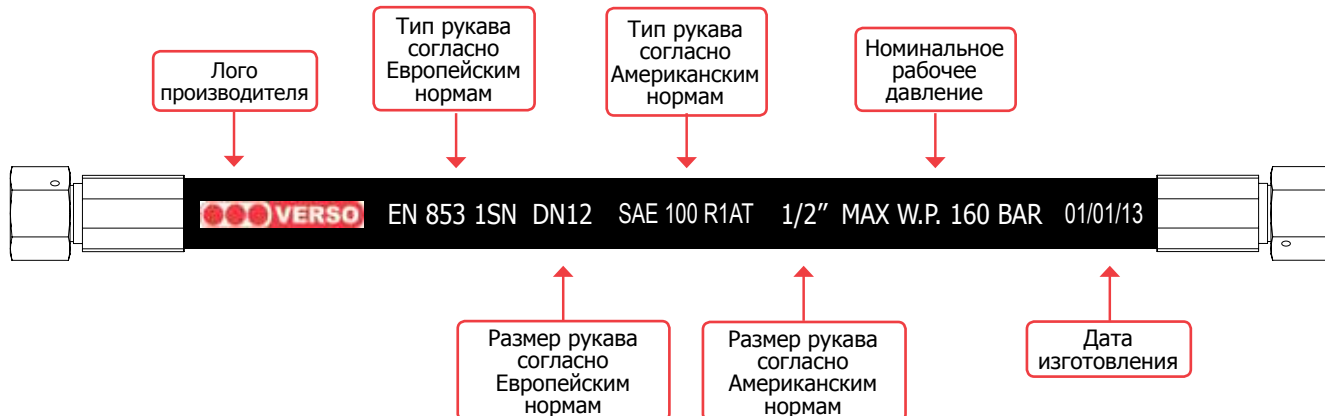 Лого
производителя
Тип рукава
согласно
Европейским
нормам
Тип рукава
согласно
Американским
нормам
Номинальное
рабочее
давление
VERSO EN 853 1SN DN12 SAE 100 R1AT 1/2” MAX W.P. 160 BAR 01/01/13
Размер рукава
согласно
Европейским
нормам
Размер рукава
согласно
Американским
нормам
Дата
изготовления